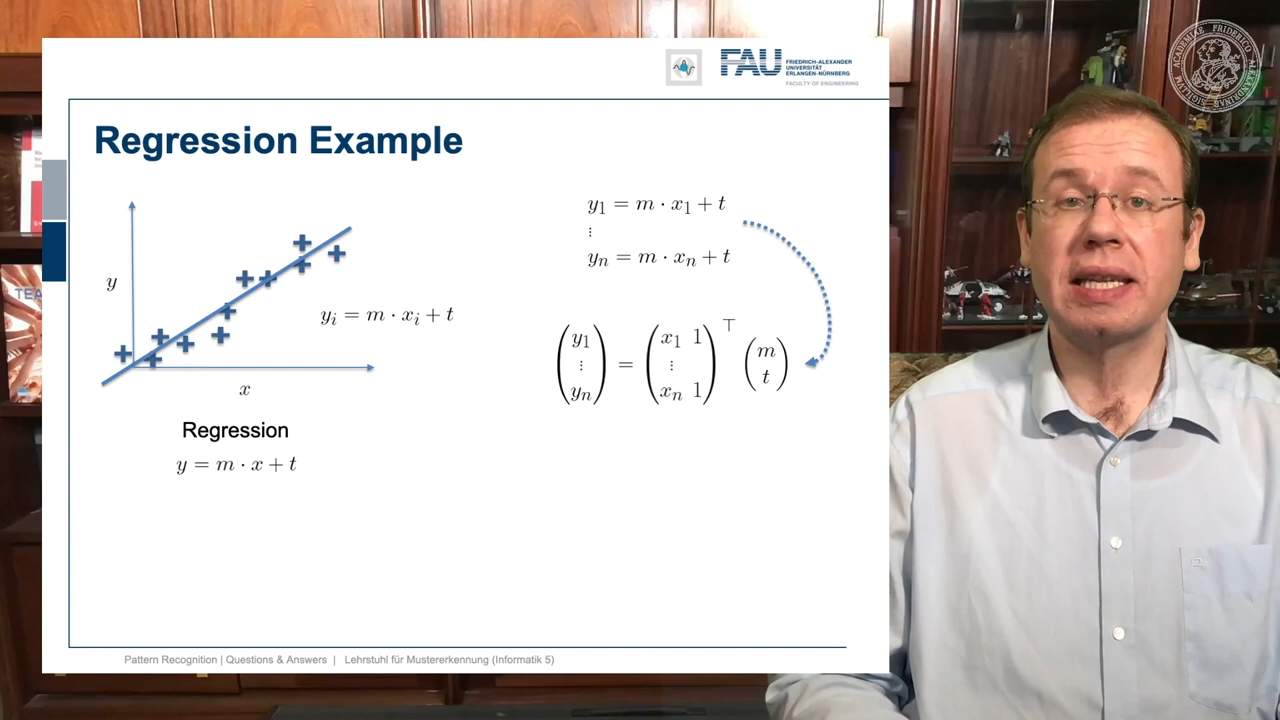 FAU
FRIEDRICH-ALEXANDER
UNIVERSITÄT
ERLANGEN-NÜRNBERG
FACULTY OF ENGINEERING
Regression Example
y
x
yᵢ = m · xᵢ + t
Regression
y = m · x + t
y₁ = m · x₁ + t
⋮
yₙ = m · xₙ + t
(y₁ ⋮ yₙ) = (x₁ 1 ⋮ xₙ 1)⊤ (m t)
Pattern Recognition | Questions & Answers | Lehrstuhl für Mustererkennung (Informatik 5)
TEA